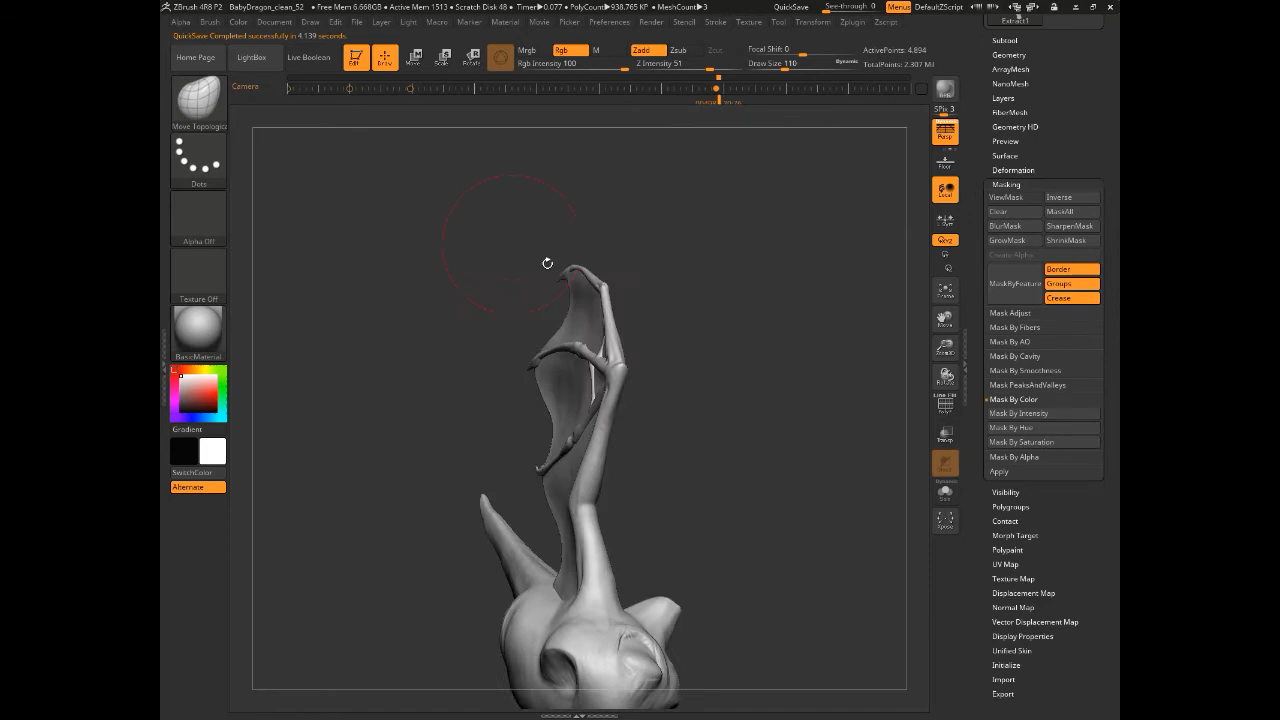 ZBrush 4R8 P2 BabyDragon_clean_52 • Free Mem 6.668GB • Active Mem 1513 • Scratch Disk 48 • Timer▶0.077 • PolyCount▶938.765 KP • MeshCount▶3 QuickSave See-through 0 Menus DefaultZScript
Alpha Brush Color Document Draw Edit File Layer Light Macro Marker Material Movie Picker Preferences Render Stencil Stroke Texture Tool Transform Zplugin Zscript
QuickSave Completed successfully in 4.139 seconds.
Home Page LightBox Live Boolean Edit Draw Move Scale Rotate
Mrgb Rgb M Zadd Zsub Zcut Focal Shift 0 ActivePoints: 4,894
Rgb Intensity 100 Z Intensity 51 Draw Size 110 Dynamic TotalPoints: 2.307 Mil
Camera
Move Topologica
Dots
Alpha Off
Texture Off
BasicMaterial
Gradient
SwitchColor
Alternate
SPix 3
Dynamic
Persp
Floor
Local
L.Sym
Frame
Move
Zoom3D
Rotate
Line Fill
PolyF
Transp
Dynamic
Solo
Xpose
Extract1
Subtool
Geometry
ArrayMesh
NanoMesh
Layers
FiberMesh
Geometry HD
Preview
Surface
Deformation
Masking
ViewMask Inverse
Clear MaskAll
BlurMask SharpenMask
GrowMask ShrinkMask
Create Alpha
Border
MaskByFeature Groups
Crease
Mask Adjust
Mask By Fibers
Mask By AO
Mask By Cavity
Mask By Smoothness
Mask PeaksAndValleys
Mask By Color
Mask By Intensity
Mask By Hue
Mask By Saturation
Mask By Alpha
Apply
Visibility
Polygroups
Contact
Morph Target
Polypaint
UV Map
Texture Map
Displacement Map
Normal Map
Vector Displacement Map
Display Properties
Unified Skin
Initialize
Import
Export